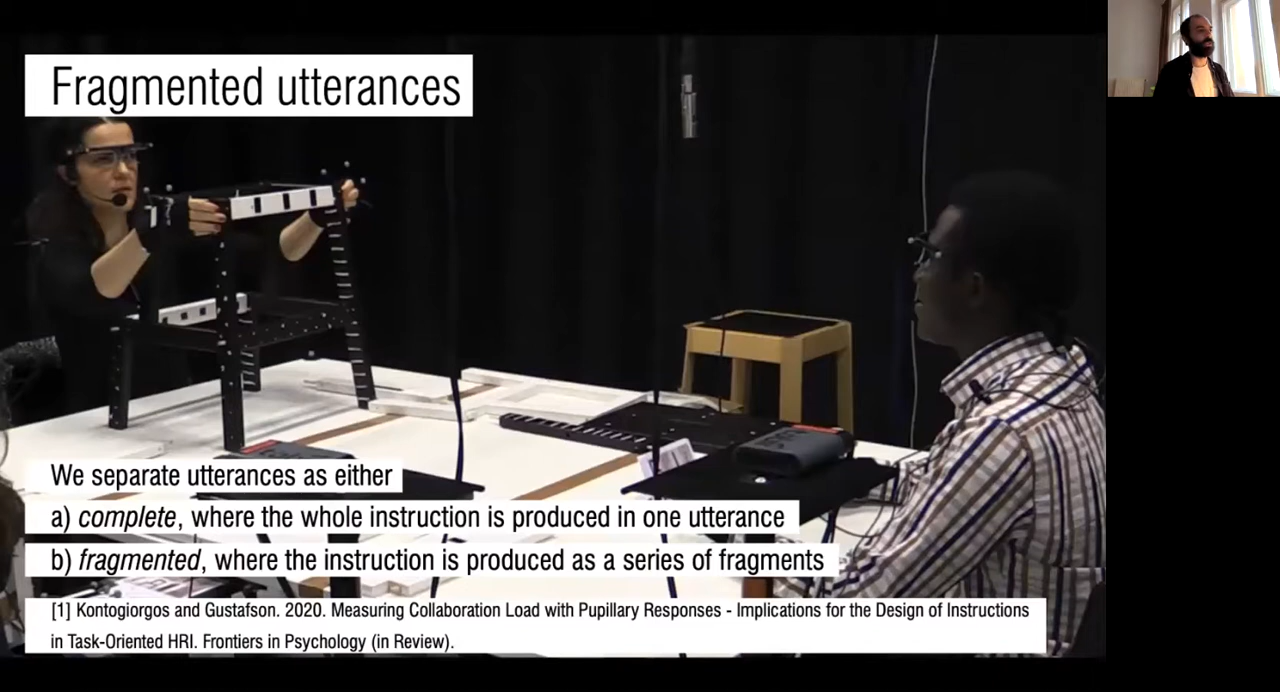 Fragmented utterances
We separate utterances as either
a) complete, where the whole instruction is produced in one utterance
b) fragmented, where the instruction is produced as a series of fragments
[1] Kontogiorgos and Gustafson. 2020. Measuring Collaboration Load with Pupillary Responses - Implications for the Design of Instructions
in Task-Oriented HRI. Frontiers in Psychology (in Review).